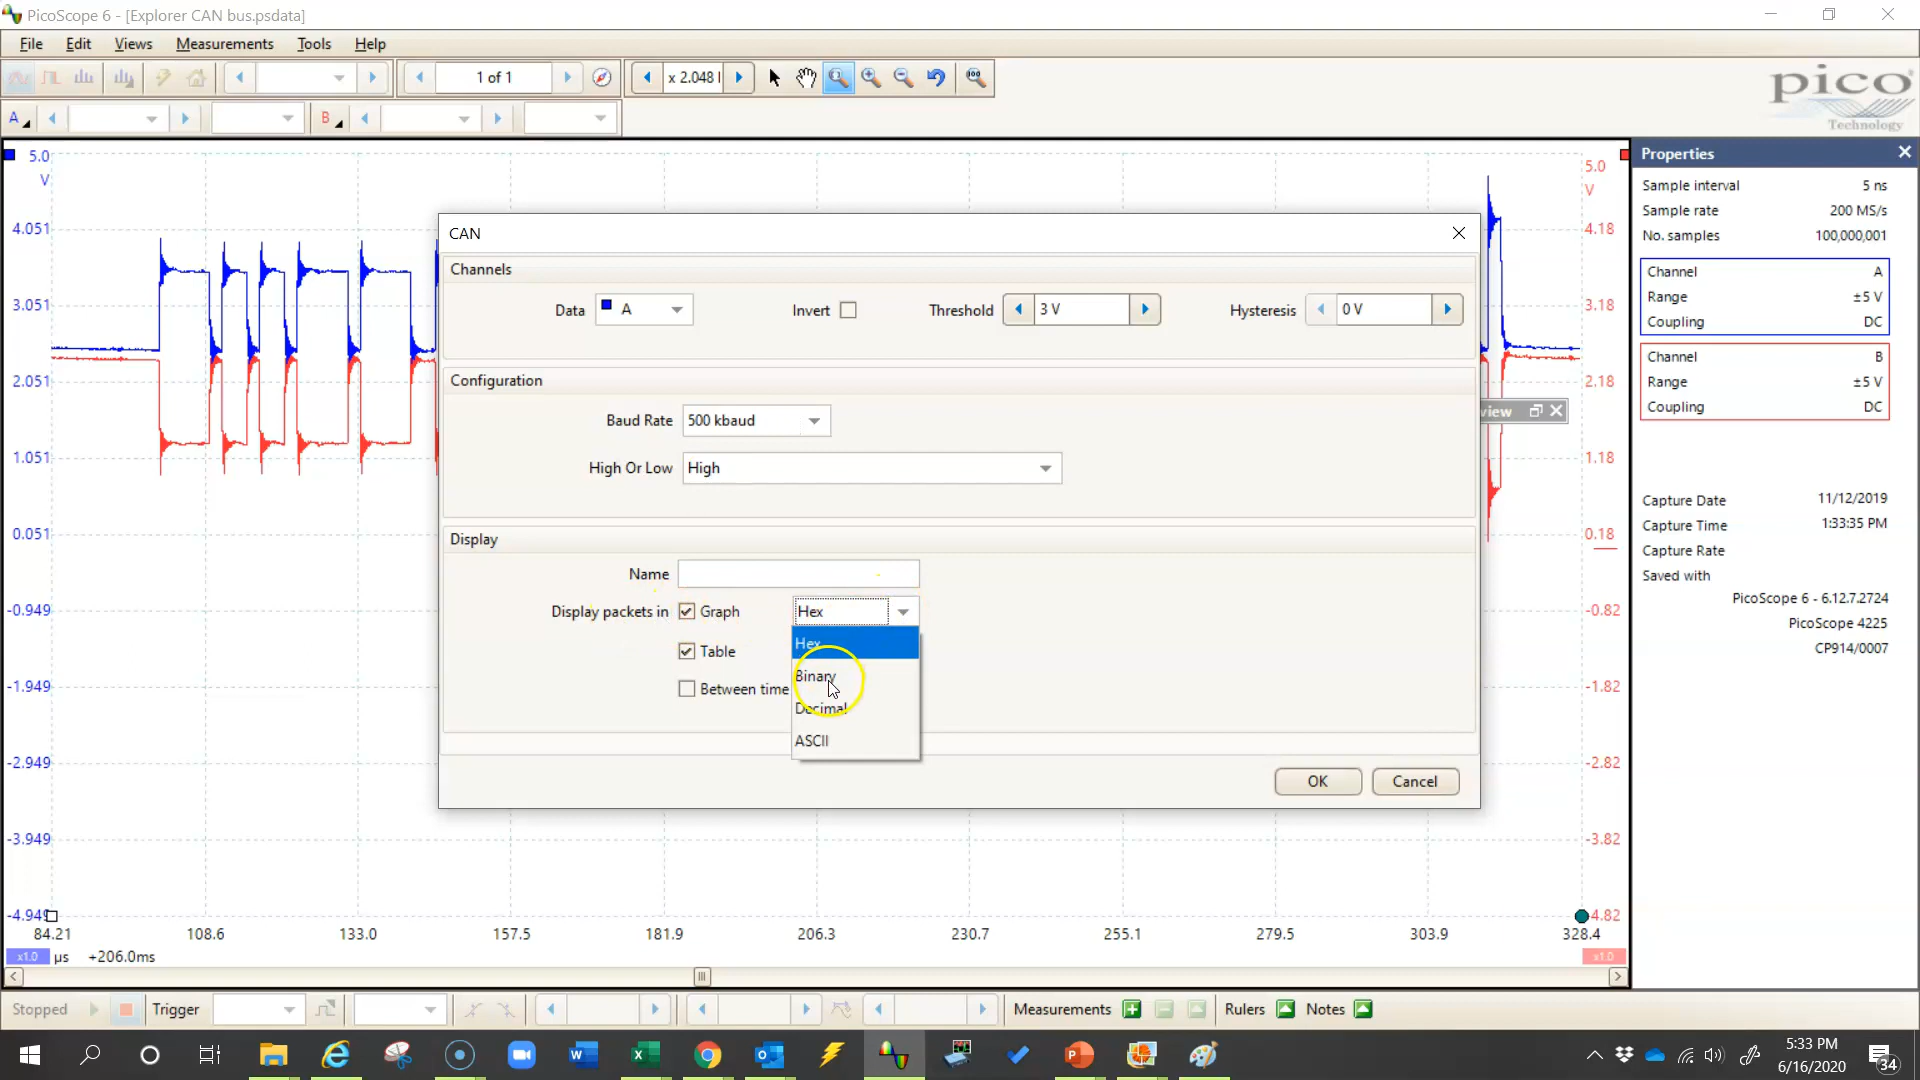 PicoScope 6 - [Explorer CAN bus.psdata]
File Edit Views Measurements Tools Help
1 of 1
x 2.048
pico
Technology
A
B
5.0
V
4.051
3.051
2.051
1.051
0.051
-0.949
-1.949
-2.949
-3.949
-4.949
CAN
Channels
Data A Invert Threshold 3 V Hysteresis 0 V
Configuration
Baud Rate 500 kbaud
High Or Low High
Display
Name
Display packets in Graph Hex
Hex
Table
Binary
Between time
Decimal
ASCII
OK Cancel
view
5.0
V
4.18
3.18
2.18
1.18
0.18
-0.82
-1.82
-2.82
-3.82
-4.82
84.21 108.6 133.0 157.5 181.9 206.3 230.7 255.1 279.5 303.9 328.4
x1.0 µs +206.0ms x1.0
Properties
Sample interval 5 ns
Sample rate 200 MS/s
No. samples 100,000,001
Channel A
Range ±5 V
Coupling DC
Channel B
Range ±5 V
Coupling DC
Capture Date 11/12/2019
Capture Time 1:33:35 PM
Capture Rate
Saved with
PicoScope 6 - 6.12.7.2724
PicoScope 4225
CP914/0007
Stopped Trigger Measurements Rulers Notes
5:33 PM
6/16/2020
34